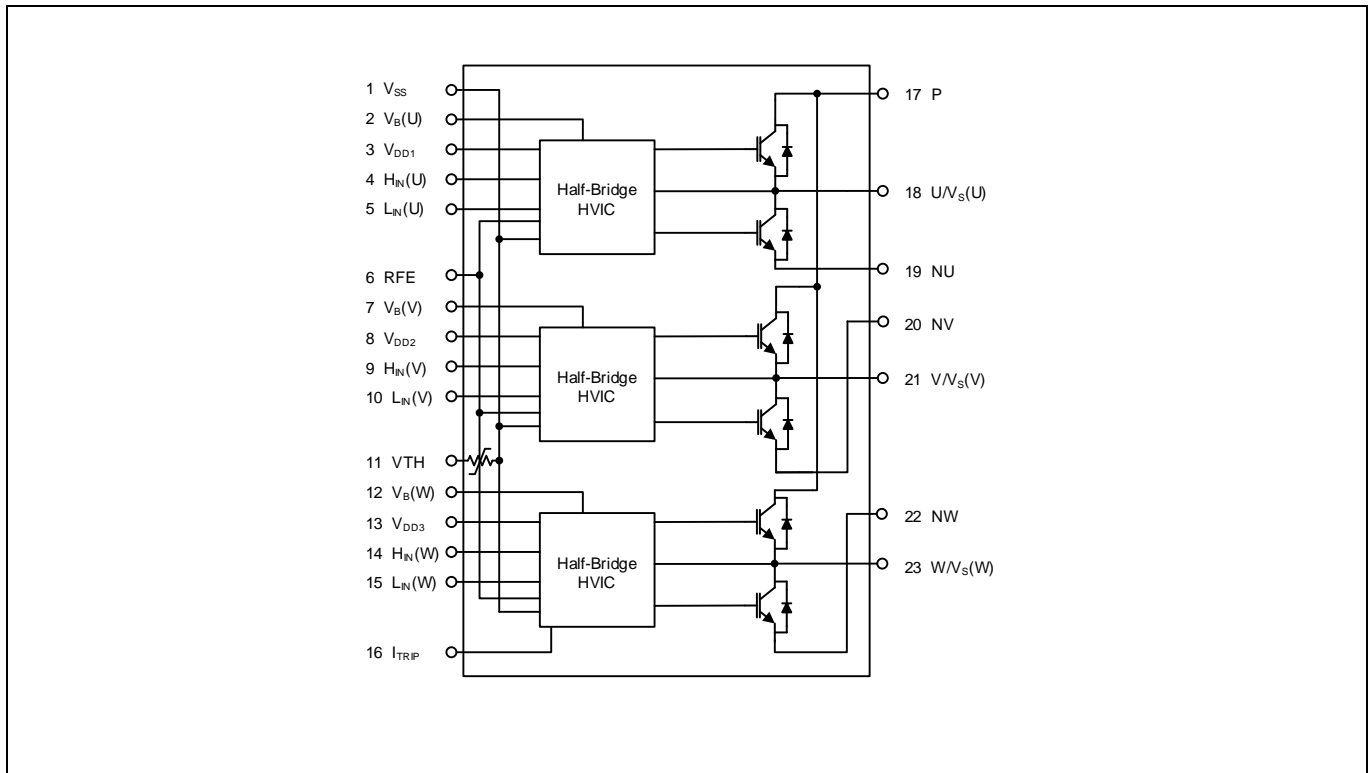 1 VSS
2 VB(U)
3 VDD1
4 HIN(U)
5 LIN(U)
6 RFE
7 VB(V)
8 VDD2
9 HIN(V)
10 LIN(V)
11 VTH
12 VB(W)
13 VDD3
14 HIN(W)
15 LIN(W)
16 ITRIP
Half-Bridge
HVIC
Half-Bridge
HVIC
Half-Bridge
HVIC
17 P
18 U/VS(U)
19 NU
20 NV
21 V/VS(V)
22 NW
23 W/VS(W)